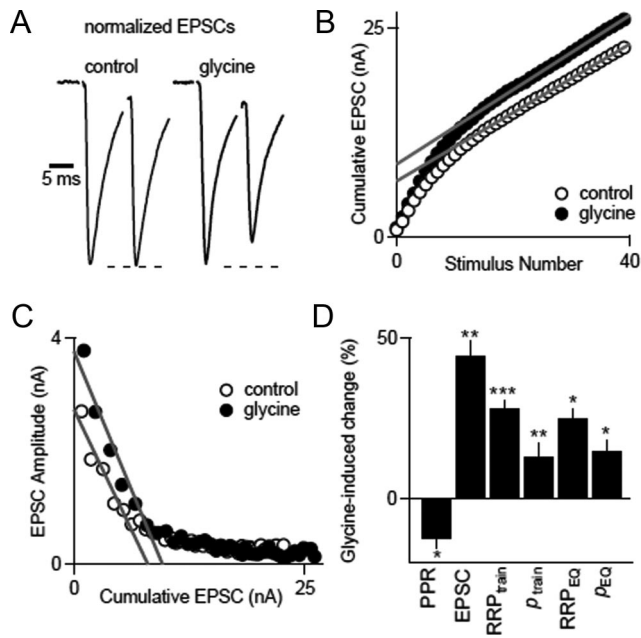 A
normalized EPSCs
control
glycine
5 ms
B
Cumulative EPSC (nA)
25
0
0
40
Stimulus Number
control
glycine
C
EPSC Amplitude (nA)
4
0
0
25
Cumulative EPSC (nA)
control
glycine
D
Glycine-induced change (%)
50
0
*
**
***
**
*
*
PPR
EPSC
RRPtrain
ptrain
RRPEQ
pEQ